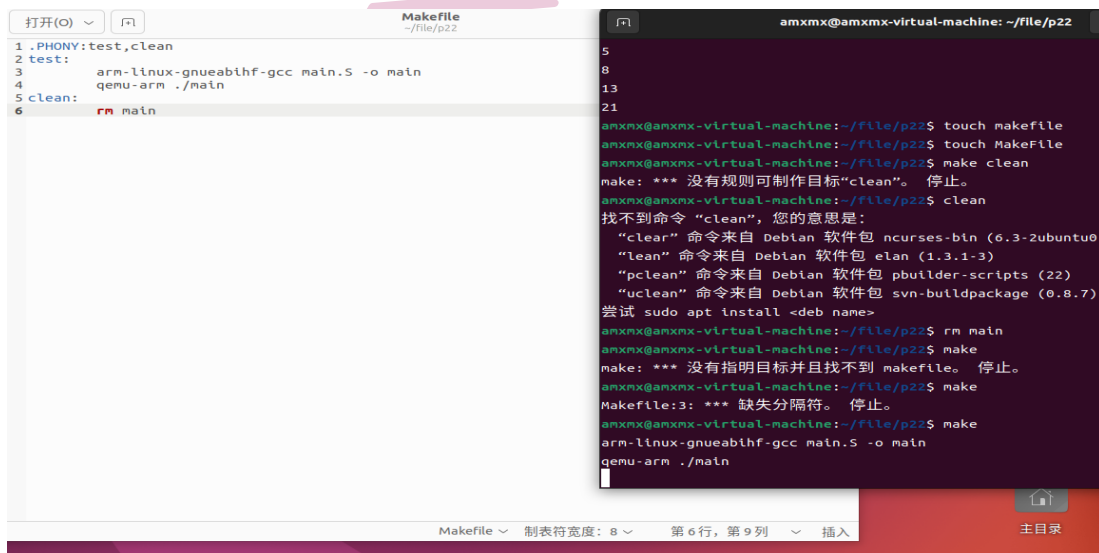 打开(O)
Makefile
~/file/p22
1 .PHONY:test,clean
2 test:
3 arm-linux-gnueabihf-gcc main.S -o main
4 qemu-arm ./main
5 clean:
6 rm main
Makefile 制表符宽度：8 第6行，第9列 插入
amxmx@amxmx-virtual-machine: ~/file/p22
5
8
13
21
amxmx@amxmx-virtual-machine:~/file/p22$ touch makefile
amxmx@amxmx-virtual-machine:~/file/p22$ touch MakeFile
amxmx@amxmx-virtual-machine:~/file/p22$ make clean
make: *** 没有规则可制作目标“clean”。 停止。
amxmx@amxmx-virtual-machine:~/file/p22$ clean
找不到命令 “clean”，您的意思是：
“clear” 命令来自 Debian 软件包 ncurses-bin (6.3-2ubuntu0
“lean” 命令来自 Debian 软件包 elan (1.3.1-3)
“pclean” 命令来自 Debian 软件包 pbuilder-scripts (22)
“uclean” 命令来自 Debian 软件包 svn-buildpackage (0.8.7)
尝试 sudo apt install <deb name>
amxmx@amxmx-virtual-machine:~/file/p22$ rm main
amxmx@amxmx-virtual-machine:~/file/p22$ make
make: *** 没有指明目标并且找不到 makefile。 停止。
amxmx@amxmx-virtual-machine:~/file/p22$ make
Makefile:3: *** 缺失分隔符。 停止。
amxmx@amxmx-virtual-machine:~/file/p22$ make
arm-linux-gnueabihf-gcc main.S -o main
qemu-arm ./main
主目录